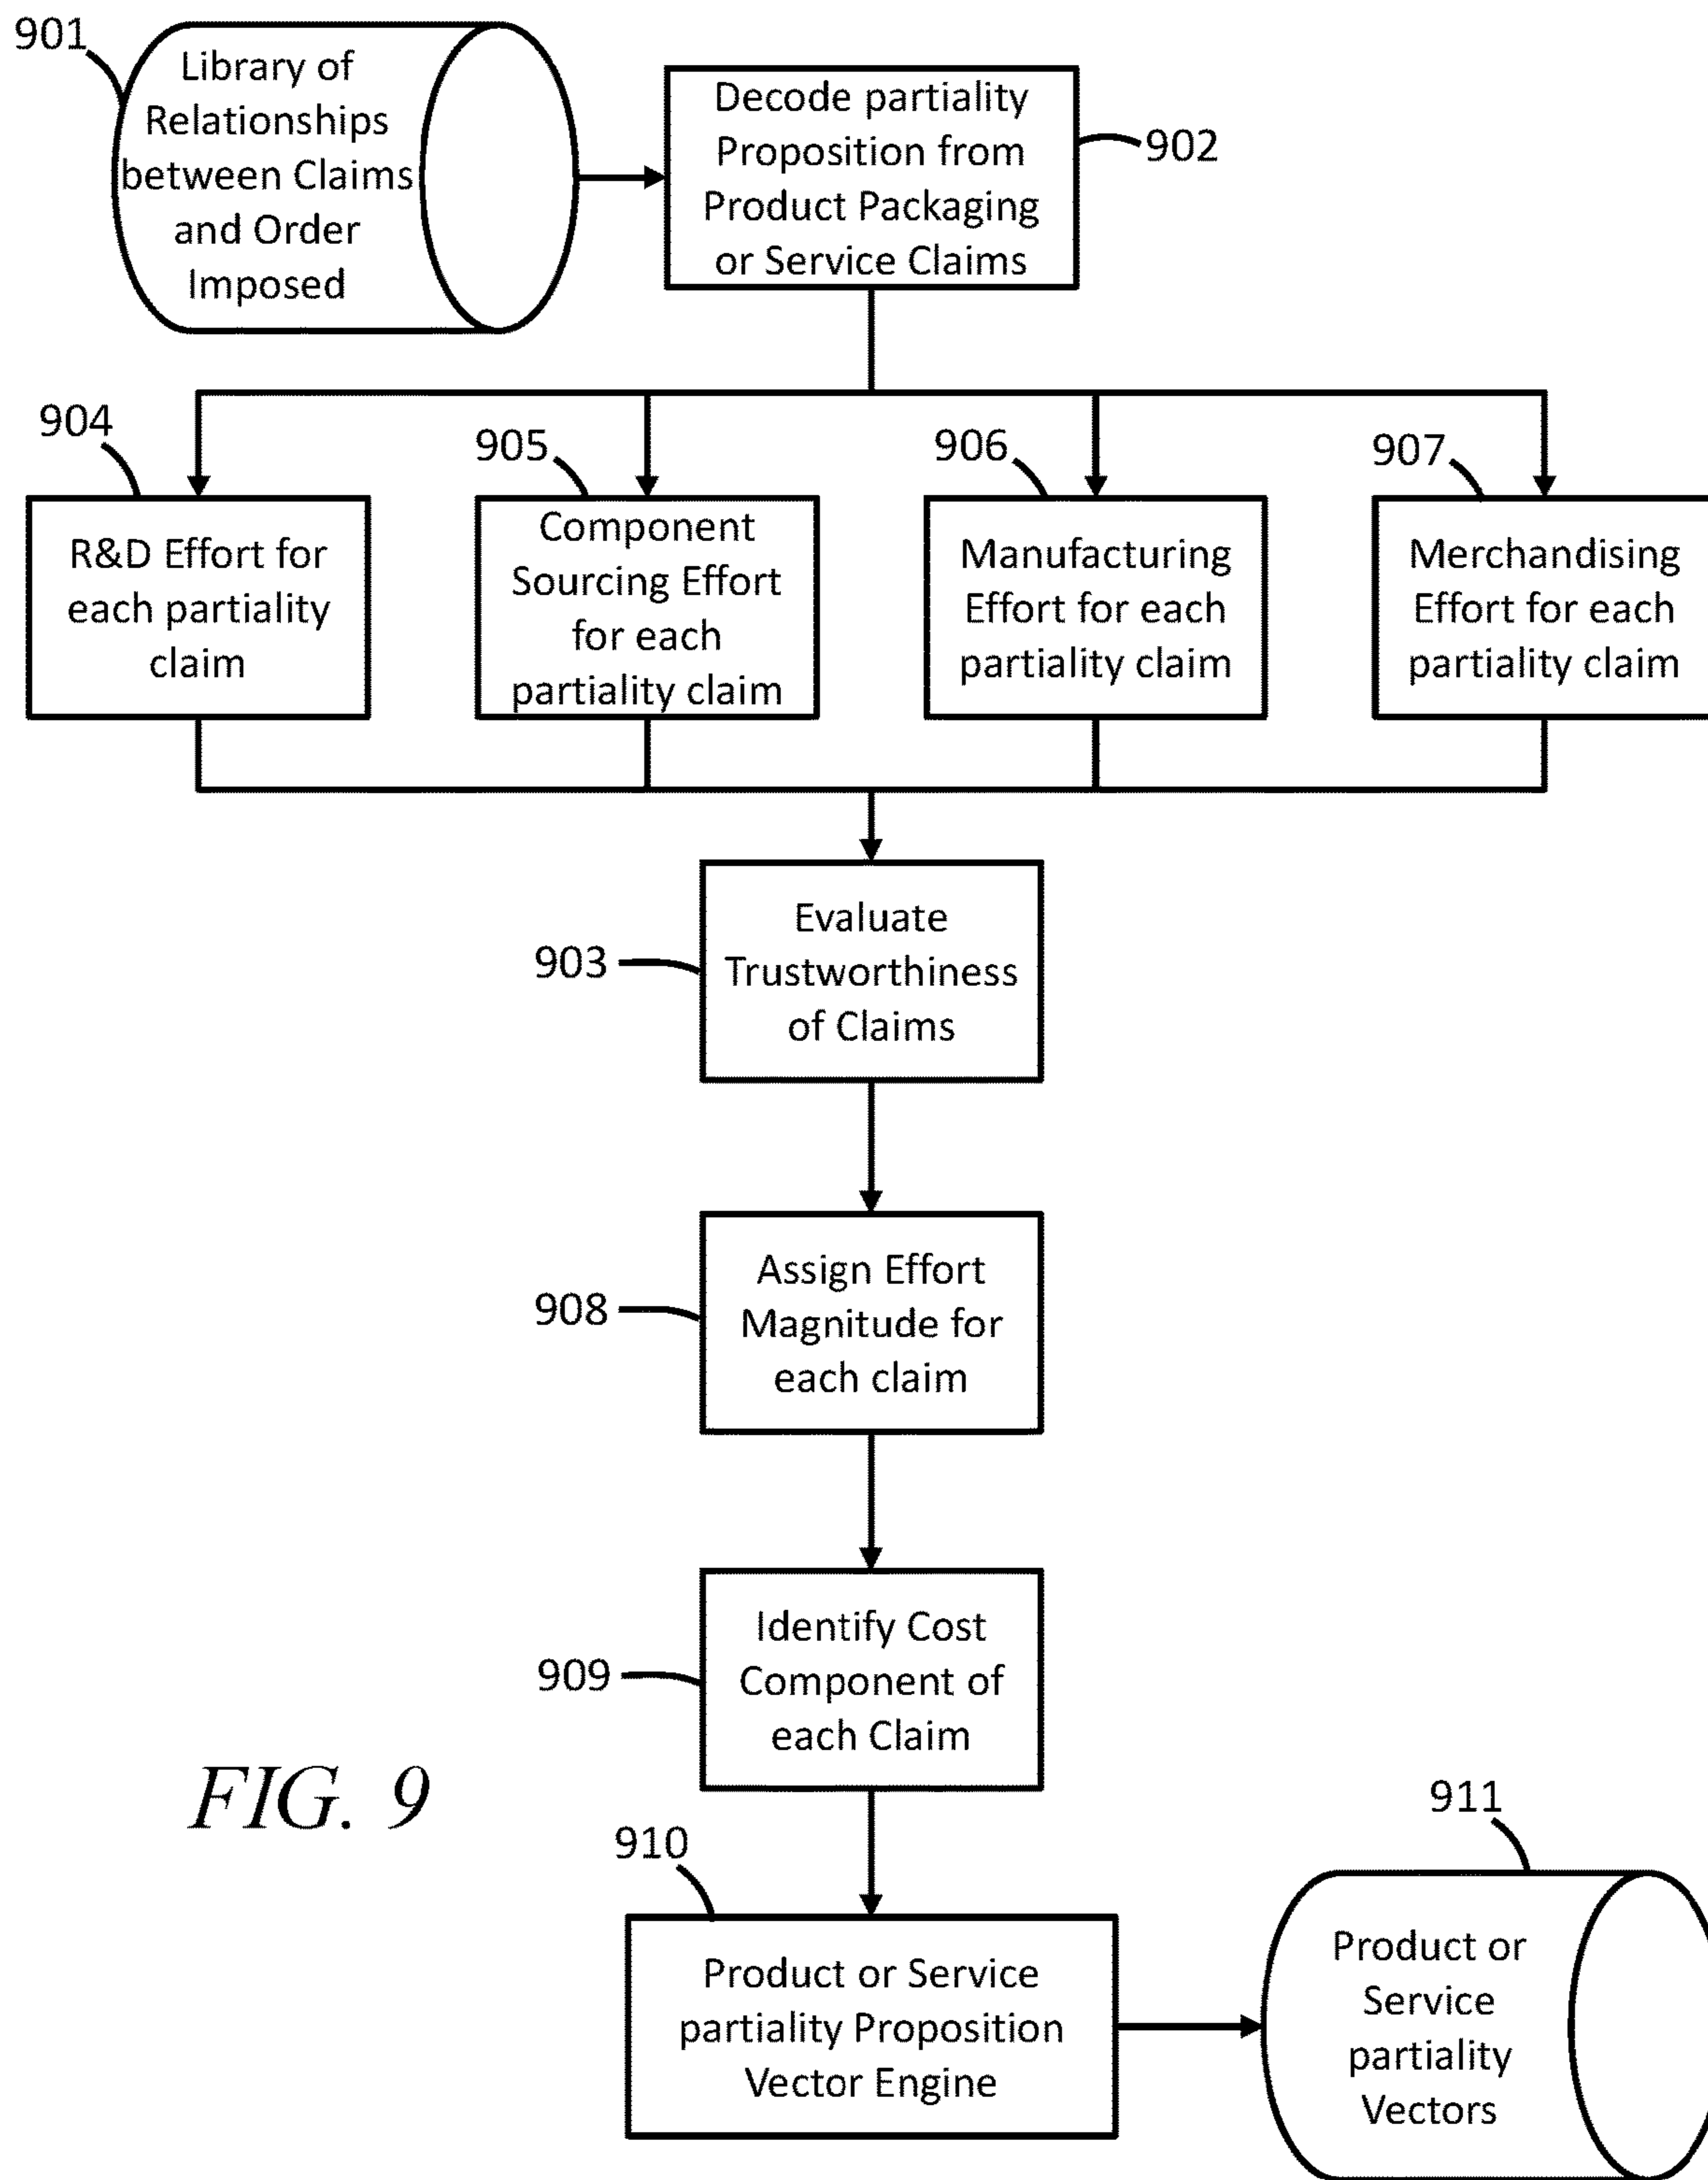 901
Library of
Relationships
between Claims
and Order
Imposed
Decode partiality
Proposition from
Product Packaging
or Service Claims
902
904
R&D Effort for
each partiality
claim
905
Component
Sourcing Effort
for each
partiality claim
906
Manufacturing
Effort for each
partiality claim
907
Merchandising
Effort for each
partiality claim
903
Evaluate
Trustworthiness
of Claims
908
Assign Effort
Magnitude for
each claim
909
Identify Cost
Component of
each Claim
FIG. 9
910
Product or Service
partiality Proposition
Vector Engine
911
Product or
Service
partiality
Vectors